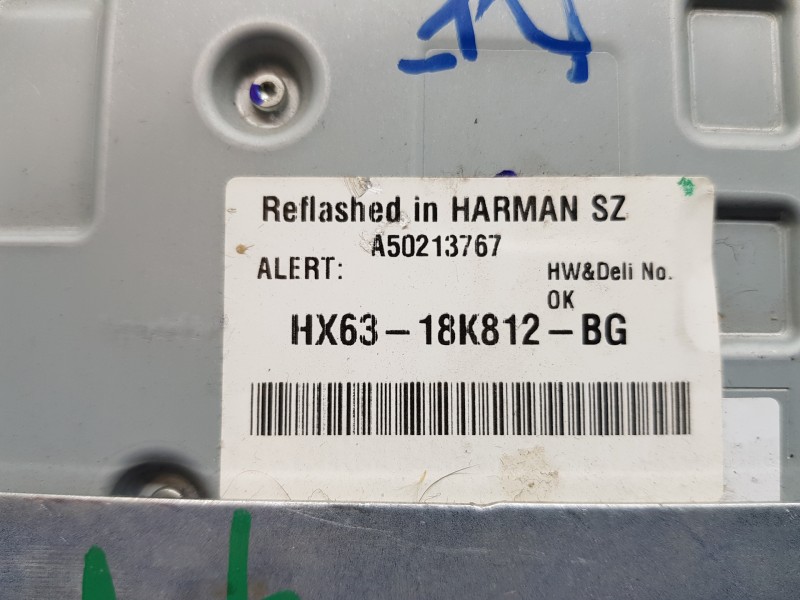 Reflashed in HARMAN SZ
A50213767
ALERT:
HW&Deli No.
OK
HX63-18K812-BG